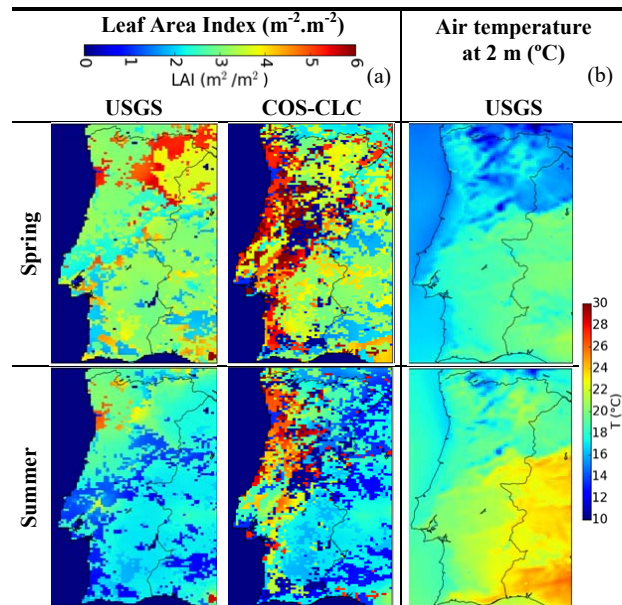 Leaf Area Index (m⁻².m⁻²)
0 1 2 3 4 5 6
LAI (m²/m²)
(a)
USGS COS-CLC
Air temperature
at 2 m (ºC)
(b)
USGS
Spring
Summer
30
28
26
24
22
20
18
16
14
12
10
T (°C)